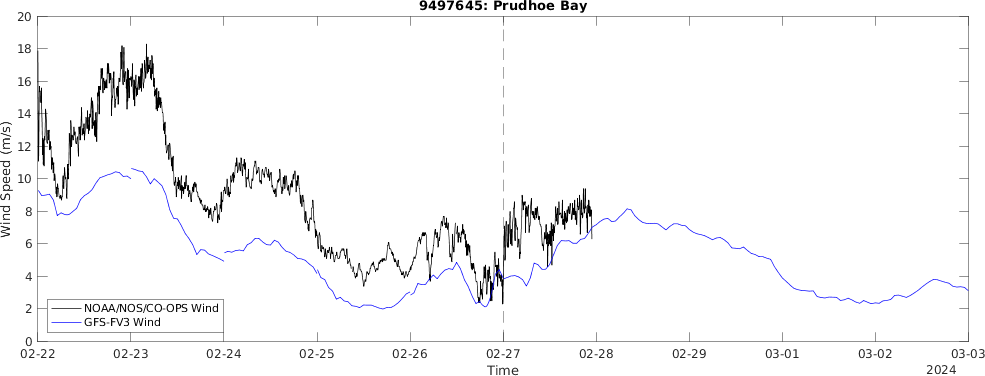 9497645: Prudhoe Bay
Wind Speed (m/s)
20
18
16
14
12
10
8
6
4
2
0
NOAA/NOS/CO-OPS Wind
GFS-FV3 Wind
02-22 02-23 02-24 02-25 02-26 02-27 02-28 02-29 03-01 03-02 03-03
Time
2024